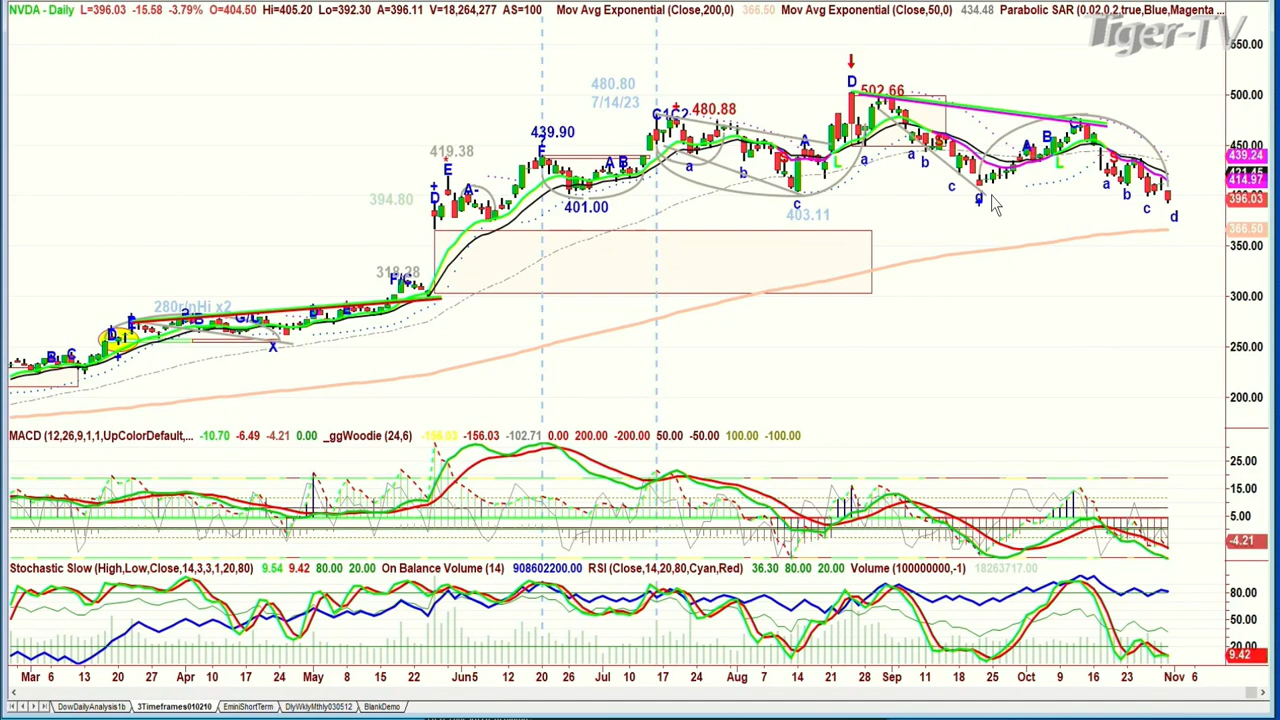 NVDA - Daily L=396.03 -15.58 -3.79% O=404.50 Hi=405.20 Lo=392.30 A=396.11 V=18,264,277 AS=100 Mov Avg Exponential (Close,200,0) 366.50 Mov Avg Exponential (Close,50,0) 434.48 Parabolic SAR (0.02,0.2,true,Blue,Magenta ...
Tiger-TV
550.00
500.00
450.00
439.24
421.45
414.97
396.03
366.50
350.00
300.00
250.00
200.00
480.80
7/14/23
D
502.66
C1C2
480.88
439.90
F
419.38
E
D
A-
394.80
A B
401.00
a
b
c
403.11
A
L
a
a
b
S
c
d
A
B
C
L
S
a
b
c
d
318.28
F/C
280r/nHi x2
B C
D
E
a
B
G/C
x
D
E
MACD (12,26,9,1,1,UpColorDefault,... -10.70 -6.49 -4.21 0.00 _ggWoodie (24,6) -156.03 -156.03 -102.71 0.00 200.00 -200.00 50.00 -50.00 100.00 -100.00
25.00
15.00
5.00
-4.21
Stochastic Slow (High,Low,Close,14,3,3,1,20,80) 9.54 9.42 80.00 20.00 On Balance Volume (14) 908602200.00 RSI (Close,14,20,80,Cyan,Red) 36.30 80.00 20.00 Volume (100000000,-1) 18263717.00
80.00
50.00
20.00
9.42
Mar 6 13 20 27 Apr 10 17 24 May 8 15 22 Jun 5 12 20 26 Jul 10 17 24 Aug 7 14 21 28 Sep 11 18 25 Oct 9 16 23 Nov 6
DowDailyAnalysis1b 3Timeframes010210 EminiShortTerm DlyWklyMthly030512 BlankDemo